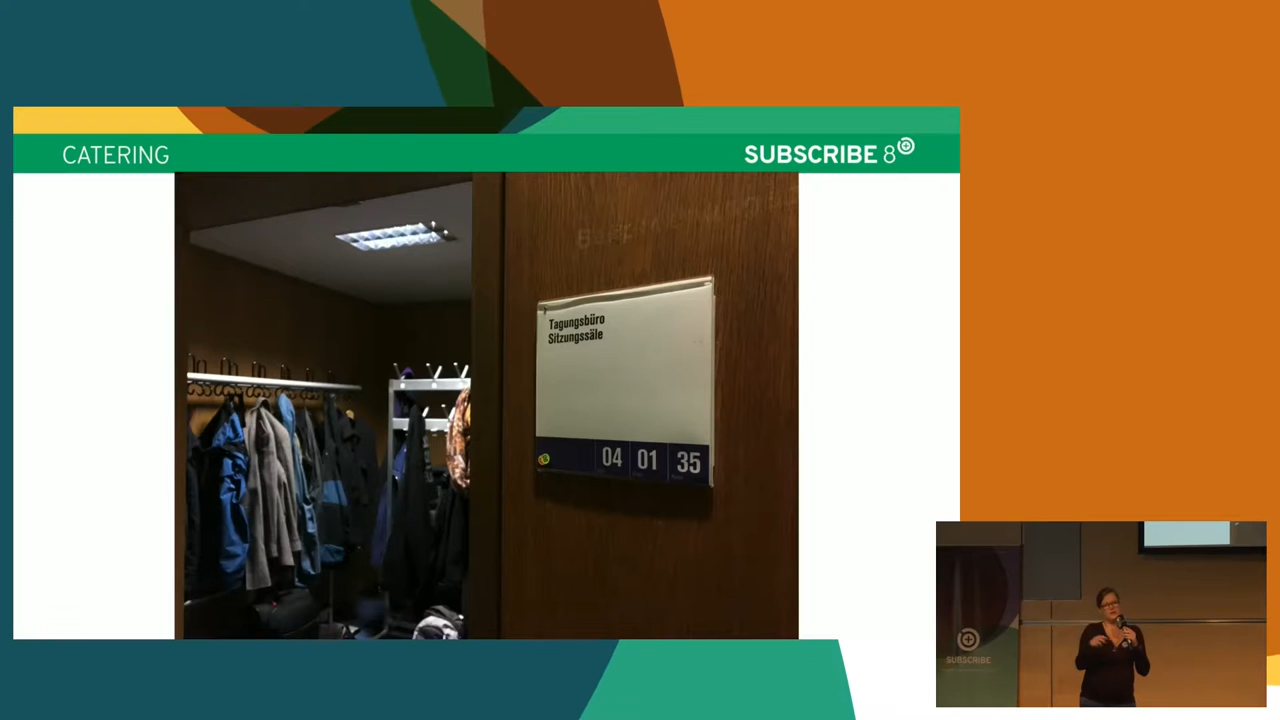 CATERING
SUBSCRIBE 8
Tagungsbüro
Sitzungssäle
04 01 35
SUBSCRIBE